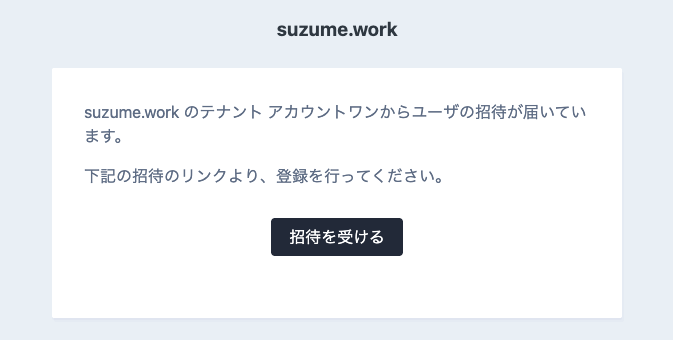 suzume.work
suzume.work のテナント アカウントワンからユーザの招待が届いてい
ます。
下記の招待のリンクより、登録を行ってください。
招待を受ける